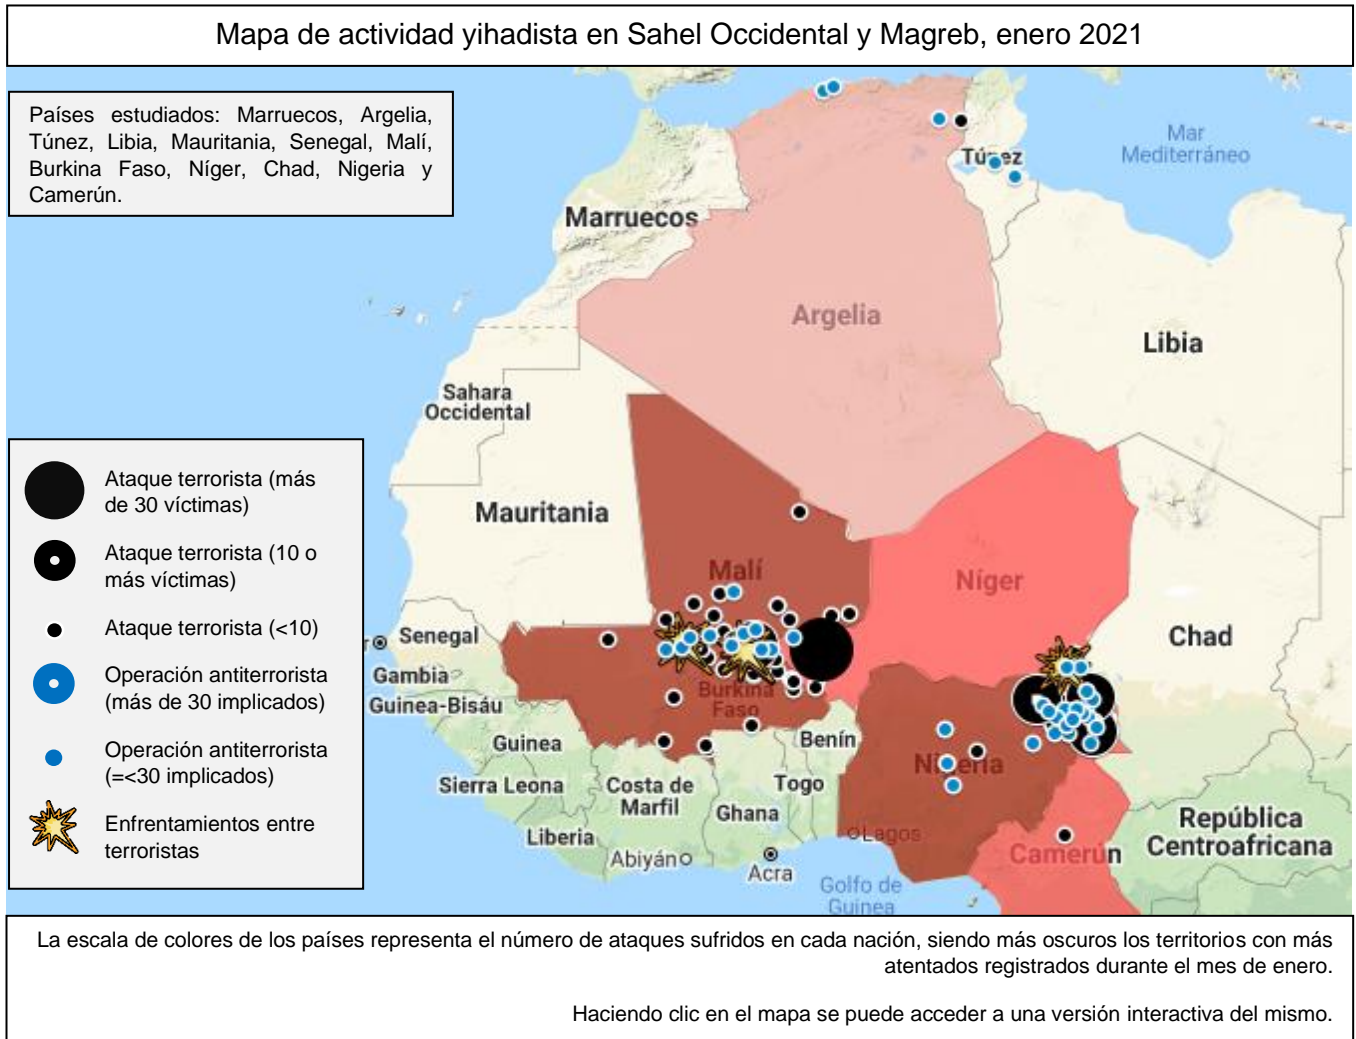 Mapa de actividad yihadista en Sahel Occidental y Magreb, enero 2021
Países estudiados: Marruecos, Argelia,
Túnez, Libia, Mauritania, Senegal, Malí,
Burkina Faso, Níger, Chad, Nigeria y
Camerún.
Mar
Mediterráneo
Túnez
Marruecos
Argelia
Libia
Sahara
Occidental
Mauritania
Malí
Níger
Chad
Senegal
Gambia
Guinea-Bisáu
Burkina
Faso
Guinea
Benín
Nigeria
Sierra Leona
Costa de
Marfil
Togo
Ghana
Liberia
Lagos
Abiyán
Acra
Camerún
República
Centroafricana
Golfo de
Guinea
Ataque terrorista (más
de 30 víctimas)
Ataque terrorista (10 o
más víctimas)
Ataque terrorista (<10)
Operación antiterrorista
(más de 30 implicados)
Operación antiterrorista
(=<30 implicados)
Enfrentamientos entre
terroristas
La escala de colores de los países representa el número de ataques sufridos en cada nación, siendo más oscuros los territorios con más
atentados registrados durante el mes de enero.
Haciendo clic en el mapa se puede acceder a una versión interactiva del mismo.